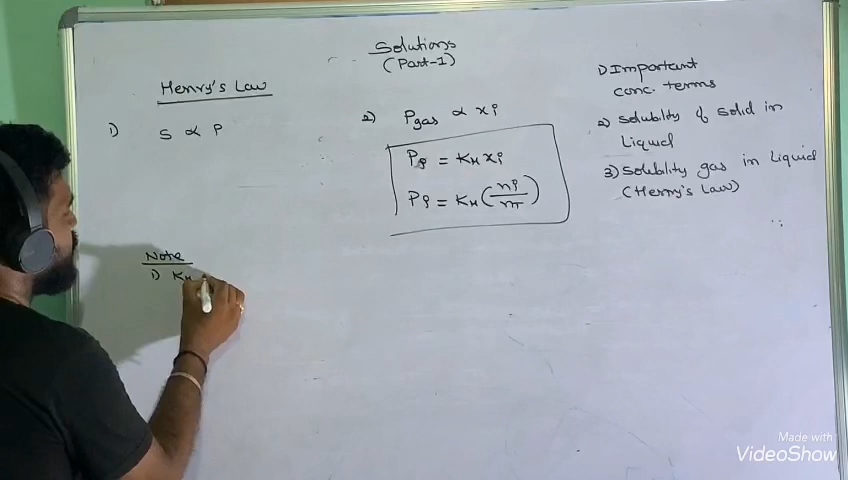 Solutions
(Part-1)
Henry's Law
1) S ∝ P
2) Pgas ∝ xi
Pi = KH xi
Pi = KH (ni/nT)
1) Important
conc. terms
2) Solubility of solid in
Liquid
3) Solubility gas in Liquid
(Henry's Law)
Note
1) KH
Made with
VideoShow